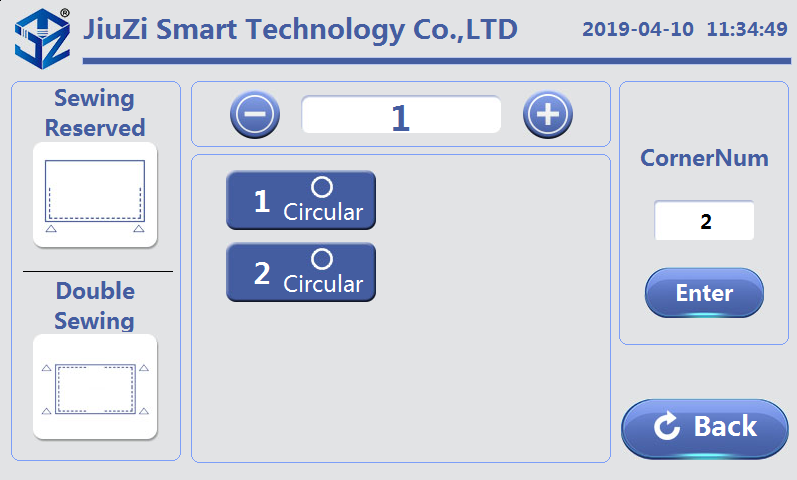 JYZ®
JiuZi Smart Technology Co.,LTD
2019-04-10 11:34:49
Sewing
Reserved
Double
Sewing
1
1 Circular
2 Circular
CornerNum
2
Enter
Back